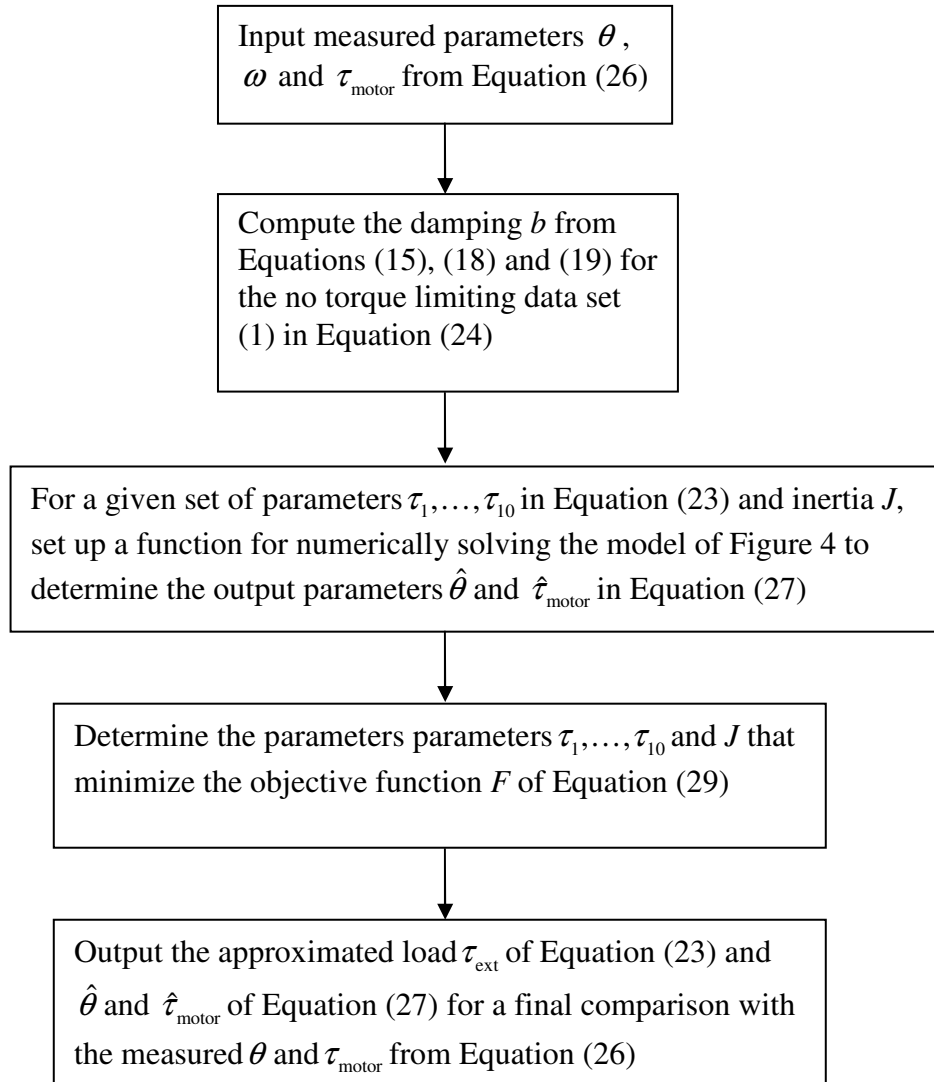 Input measured parameters θ ,
ω and τ_motor from Equation (26)
Compute the damping b from
Equations (15), (18) and (19) for
the no torque limiting data set
(1) in Equation (24)
For a given set of parameters τ_1,…,τ_10 in Equation (23) and inertia J,
set up a function for numerically solving the model of Figure 4 to
determine the output parameters θ̂ and τ̂_motor in Equation (27)
Determine the parameters parameters τ_1,…,τ_10 and J that
minimize the objective function F of Equation (29)
Output the approximated load τ_ext of Equation (23) and
θ̂ and τ̂_motor of Equation (27) for a final comparison with
the measured θ and τ_motor from Equation (26)